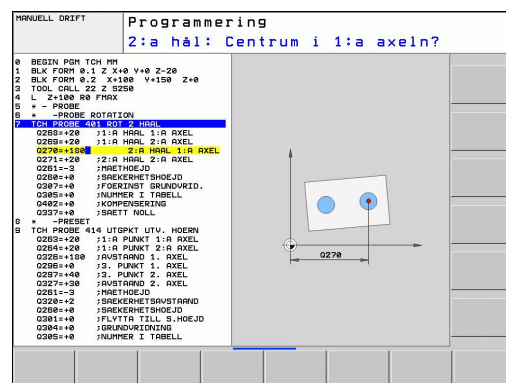 MANUELL DRIFT
Programmering
2:a hål: Centrum i 1:a axeln?
0 BEGIN PGM TCH MM
1 BLK FORM 0.1 Z X+0 Y+0 Z-20
2 BLK FORM 0.2 X+100 Y+150 Z+0
3 TOOL CALL 22 Z S250
4 L Z+100 R0 FMAX
5 * - PROBE
6 * -PROBE ROTATION
7 TCH PROBE 401 ROT 2 HAAL
Q268=+20 ;1:A HAAL 1:A AXEL
Q269=+20 ;1:A HAAL 2:A AXEL
Q270=+180 2:A HAAL 1:A AXEL
Q271=+20 ;2:A HAAL 2:A AXEL
Q261=-3 ;MAETHOEJD
Q260=+0 ;SAEKERHETSHOEJD
Q307=+0 ;FOERINST GRUNDVRID.
Q305=+0 ;NUMMER I TABELL
Q402=+0 ;KOMPENSERING
Q337=+0 ;SAETT NOLL
8 * -PRESET
9 TCH PROBE 414 UTGPKT UTV. HOERN
Q263=+20 ;1:A PUNKT 1:A AXEL
Q264=+20 ;1:A PUNKT 2:A AXEL
Q326=+180 ;AVSTAAND 1. AXEL
Q296=+0 ;3. PUNKT 1. AXEL
Q297=+40 ;3. PUNKT 2. AXEL
Q327=+30 ;AVSTAAND 2. AXEL
Q261=-3 ;MAETHOEJD
Q320=+2 ;SAEKERHETSAVSTAAND
Q260=+0 ;SAEKERHETSHOEJD
Q301=+0 ;FLYTTA TILL S.HOEJD
Q304=+0 ;GRUNDVRIDNING
Q305=+0 ;NUMMER I TABELL
Q270